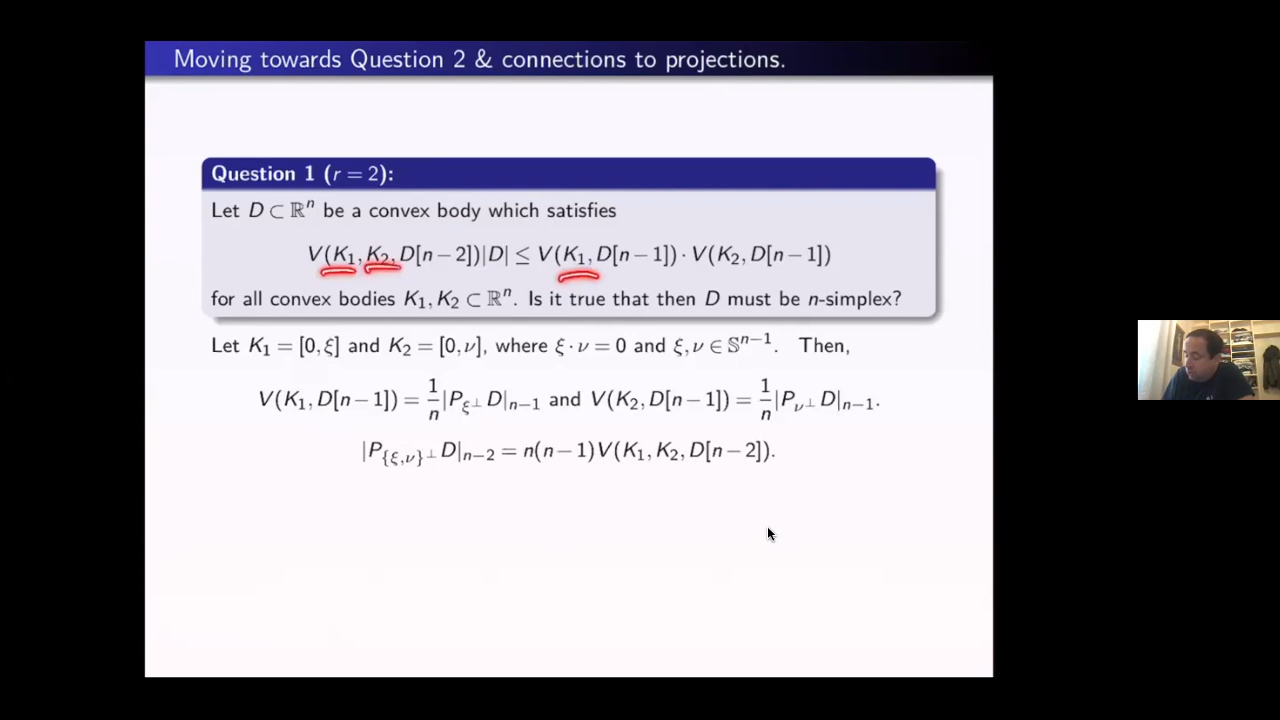 Moving towards Question 2 & connections to projections.
Question 1 (r = 2):
Let D ⊂ ℝⁿ be a convex body which satisfies
V(K₁, K₂, D[n − 2])|D| ≤ V(K₁, D[n − 1]) · V(K₂, D[n − 1])
for all convex bodies K₁, K₂ ⊂ ℝⁿ. Is it true that then D must be n-simplex?
Let K₁ = [0, ξ] and K₂ = [0, ν], where ξ · ν = 0 and ξ, ν ∈ 𝕊ⁿ⁻¹. Then,
V(K₁, D[n − 1]) = 1/n |P_{ξ^⊥} D|_{n−1} and V(K₂, D[n − 1]) = 1/n |P_{ν^⊥} D|_{n−1}.
|P_{{ξ,ν}^⊥} D|_{n−2} = n(n − 1)V(K₁, K₂, D[n − 2]).